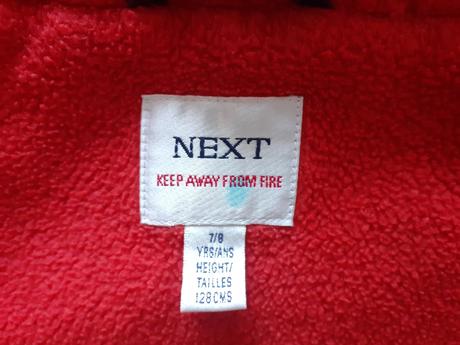 NEXT
KEEP AWAY FROM FIRE
7/8
YRS/ANS
HEIGHT/
TAILLES
128CMS